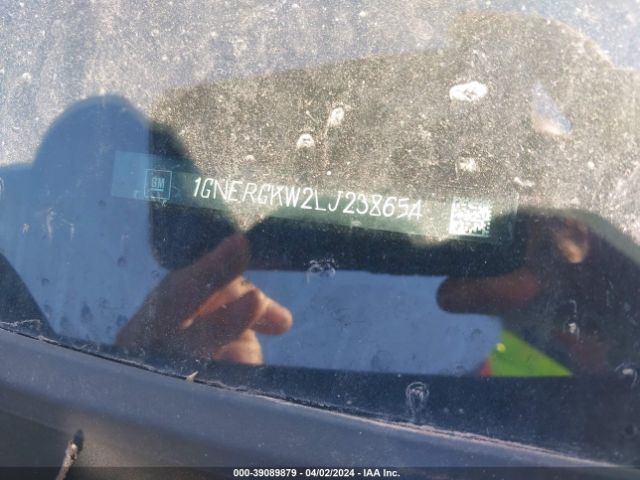 GM 1GNERGKW2LJ238654
000-39089879 - 04/02/2024 - IAA Inc.